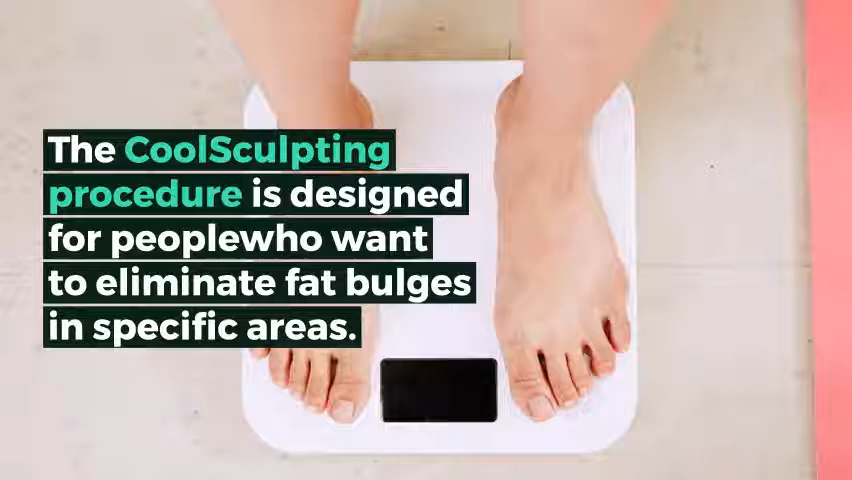 The CoolSculpting
procedure is designed
for peoplewho want
to eliminate fat bulges
in specific areas.